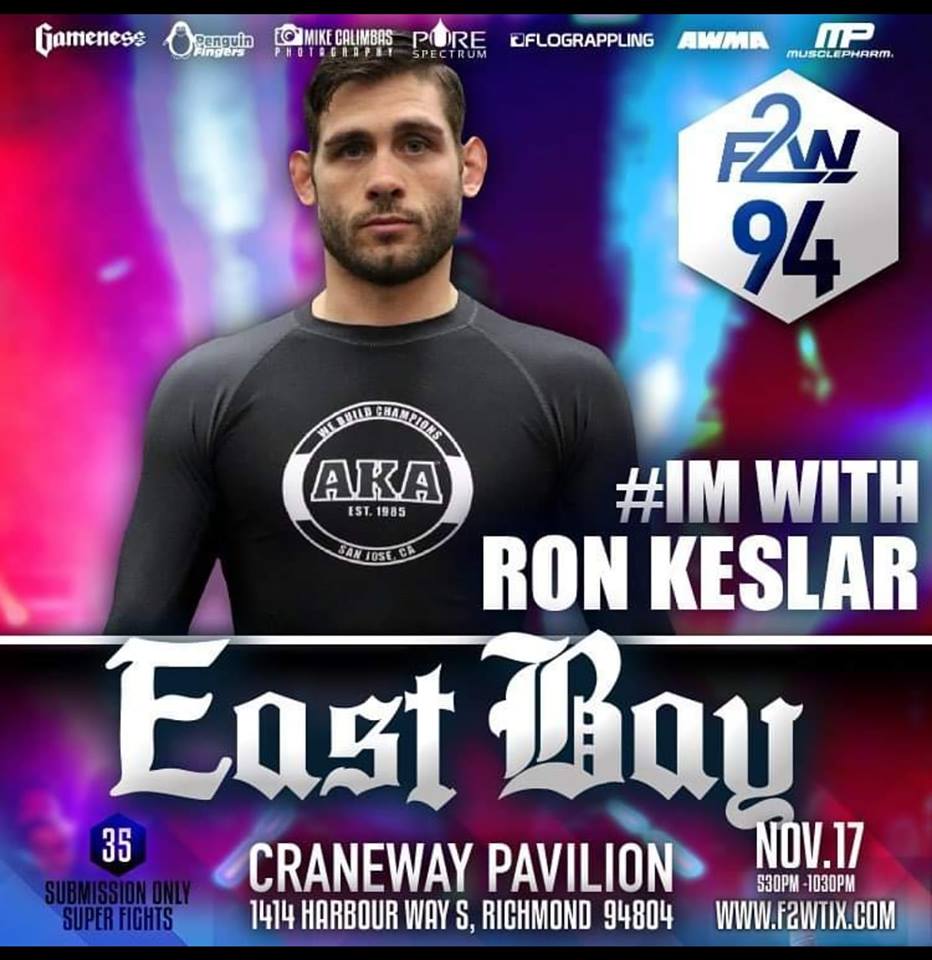 Gameness
Penguin Fingers
MIKE CALIMBAS
PHOTOGRAPHY
PURE
SPECTRUM
FLOGRAPPLING
AWMA
MP
MUSCLEPHARM.
F2W
94
WE BUILD CHAMPIONS
AKA
EST. 1985
SAN JOSE, CA
#IM WITH
RON KESLAR
East Bay
35
SUBMISSION ONLY
SUPER FIGHTS
CRANEWAY PAVILION
1414 HARBOUR WAY S, RICHMOND 94804
NOV.17
530PM -1030PM
WWW.F2WTIX.COM